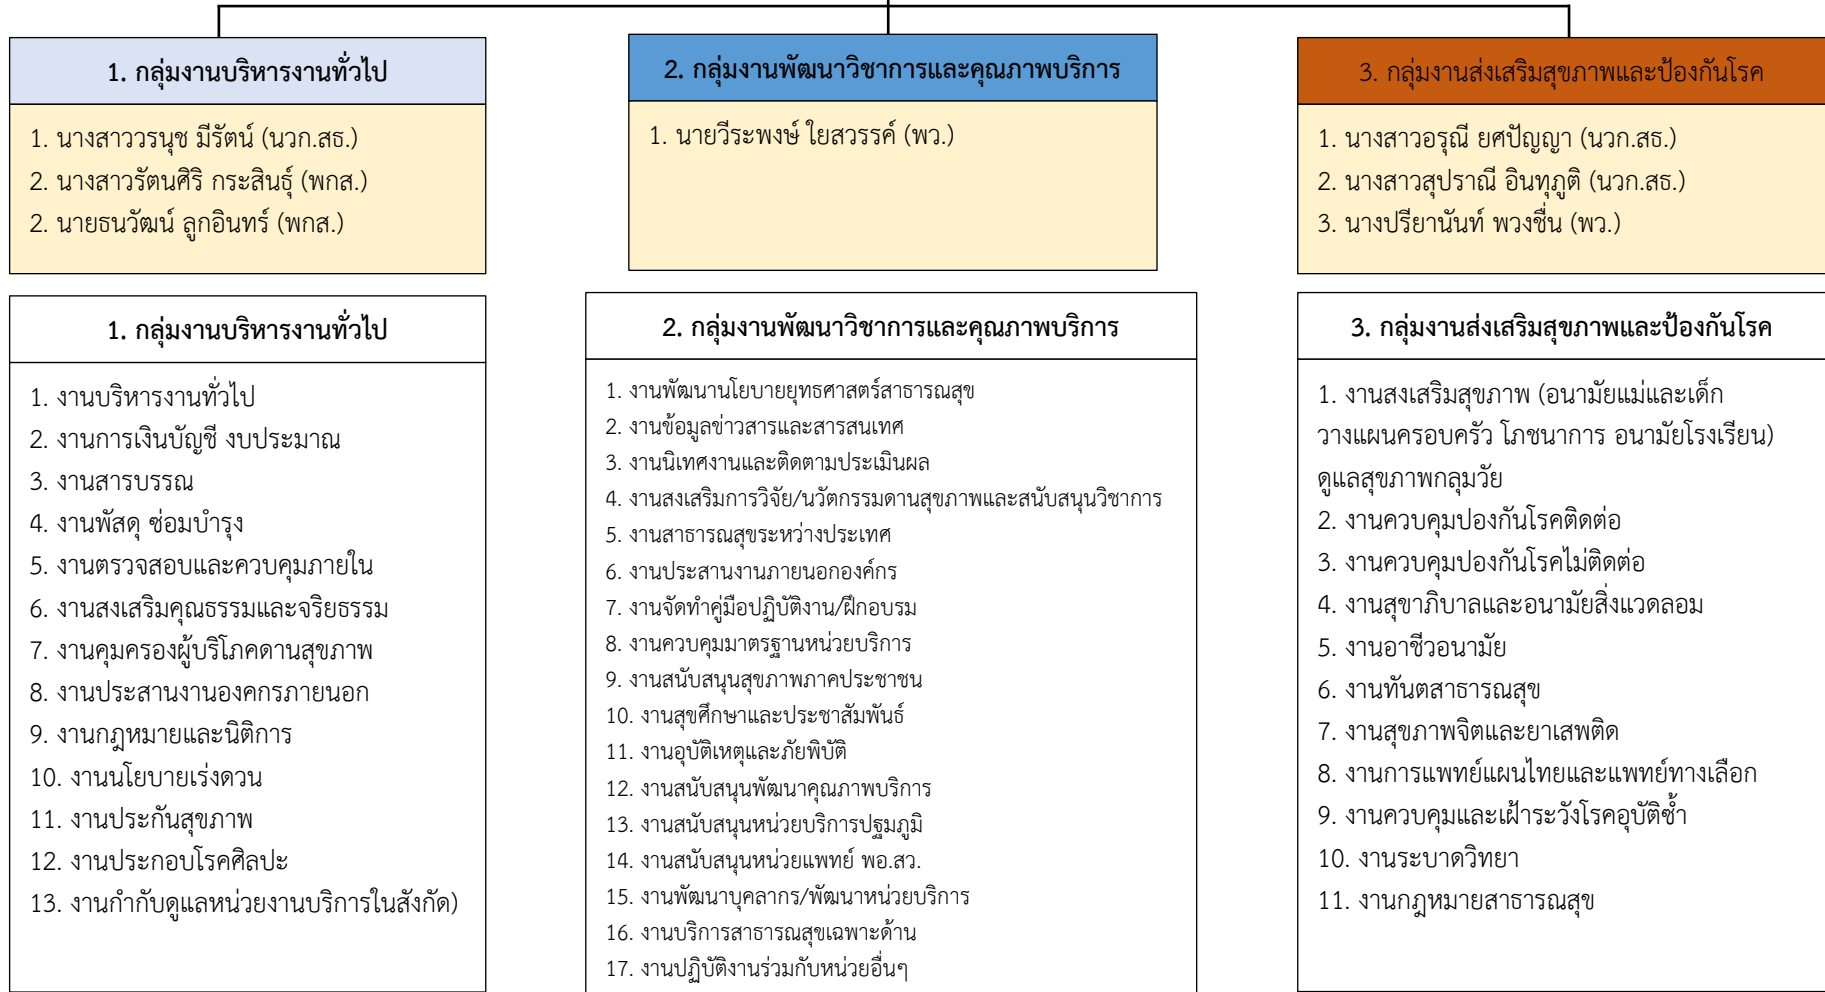 1. กลุ่มงานบริหารงานทั่วไป
1. นางสาววรนุช มีรัตน์ (นวก.สธ.)
2. นางสาวรัตนศิริ กระสินธุ์ (พกส.)
2. นายธนวัฒน์ ลูกอินทร์ (พกส.)
2. กลุ่มงานพัฒนาวิชาการและคุณภาพบริการ
1. นายวีระพงษ์ ใยสวรรค์ (พว.)
3. กลุ่มงานส่งเสริมสุขภาพและป้องกันโรค
1. นางสาวอรุณี ยศปัญญา (นวก.สธ.)
2. นางสาวสุปราณี อินทุภูติ (นวก.สธ.)
3. นางปรียานันท์ พวงชื่น (พว.)
1. กลุ่มงานบริหารงานทั่วไป
1. งานบริหารงานทั่วไป
2. งานการเงินบัญชี งบประมาณ
3. งานสารบรรณ
4. งานพัสดุ ซ่อมบำรุง
5. งานตรวจสอบและควบคุมภายใน
6. งานสงเสริมคุณธรรมและจริยธรรม
7. งานคุมครองผู้บริโภคดานสุขภาพ
8. งานประสานงานองคกรภายนอก
9. งานกฎหมายและนิติการ
10. งานนโยบายเร่งดวน
11. งานประกันสุขภาพ
12. งานประกอบโรคศิลปะ
13. งานกำกับดูแลหน่วยงานบริการในสังกัด)
2. กลุ่มงานพัฒนาวิชาการและคุณภาพบริการ
1. งานพัฒนานโยบายยุทธศาสตร์สาธารณสุข
2. งานข้อมูลข่าวสารและสารสนเทศ
3. งานนิเทศงานและติดตามประเมินผล
4. งานสงเสริมการวิจัย/นวัตกรรมดานสุขภาพและสนับสนุนวิชาการ
5. งานสาธารณสุขระหว่างประเทศ
6. งานประสานงานภายนอกองค์กร
7. งานจัดทำคู่มือปฏิบัติงาน/ฝึกอบรม
8. งานควบคุมมาตรฐานหน่วยบริการ
9. งานสนับสนุนสุขภาพภาคประชาชน
10. งานสุขศึกษาและประชาสัมพันธ์
11. งานอุบัติเหตุและภัยพิบัติ
12. งานสนับสนุนพัฒนาคุณภาพบริการ
13. งานสนับสนุนหน่วยบริการปฐมภูมิ
14. งานสนับสนุนหน่วยแพทย์ พอ.สว.
15. งานพัฒนาบุคลากร/พัฒนาหน่วยบริการ
16. งานบริการสาธารณสุขเฉพาะด้าน
17. งานปฏิบัติงานร่วมกับหน่วยอื่นๆ
3. กลุ่มงานส่งเสริมสุขภาพและป้องกันโรค
1. งานสงเสริมสุขภาพ (อนามัยแม่และเด็ก
วางแผนครอบครัว โภชนาการ อนามัยโรงเรียน)
ดูแลสุขภาพกลุมวัย
2. งานควบคุมปองกันโรคติดต่อ
3. งานควบคุมปองกันโรคไม่ติดต่อ
4. งานสุขาภิบาลและอนามัยสิ่งแวดลอม
5. งานอาชีวอนามัย
6. งานทันตสาธารณสุข
7. งานสุขภาพจิตและยาเสพติด
8. งานการแพทย์แผนไทยและแพทย์ทางเลือก
9. งานควบคุมและเฝ้าระวังโรคอุบัติซ้ำ
10. งานระบาดวิทยา
11. งานกฎหมายสาธารณสุข